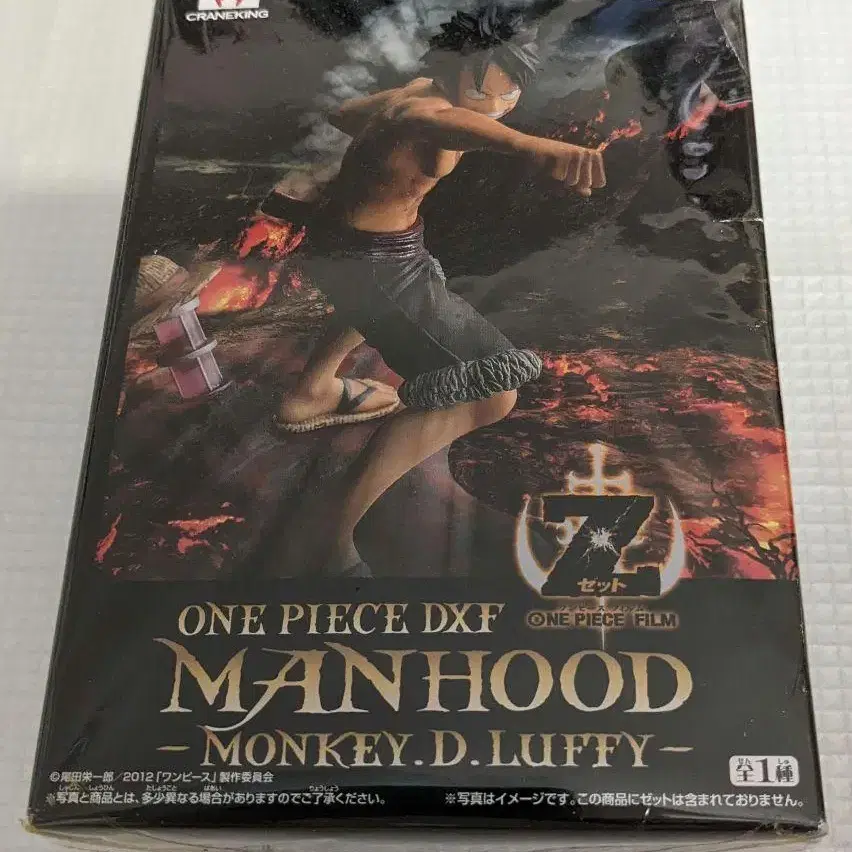 CRANEKING
Z
ゼット
ワンピース フィルム
ONE PIECE FILM
ONE PIECE DXF
MANHOOD
- MONKEY.D.LUFFY -
©尾田栄一郎/2012「ワンピース」製作委員会
※写真と商品とは、多少異なる場合がありますのでご了承ください。
※写真はイメージです。この商品にゼットは含まれておりません。
全1種